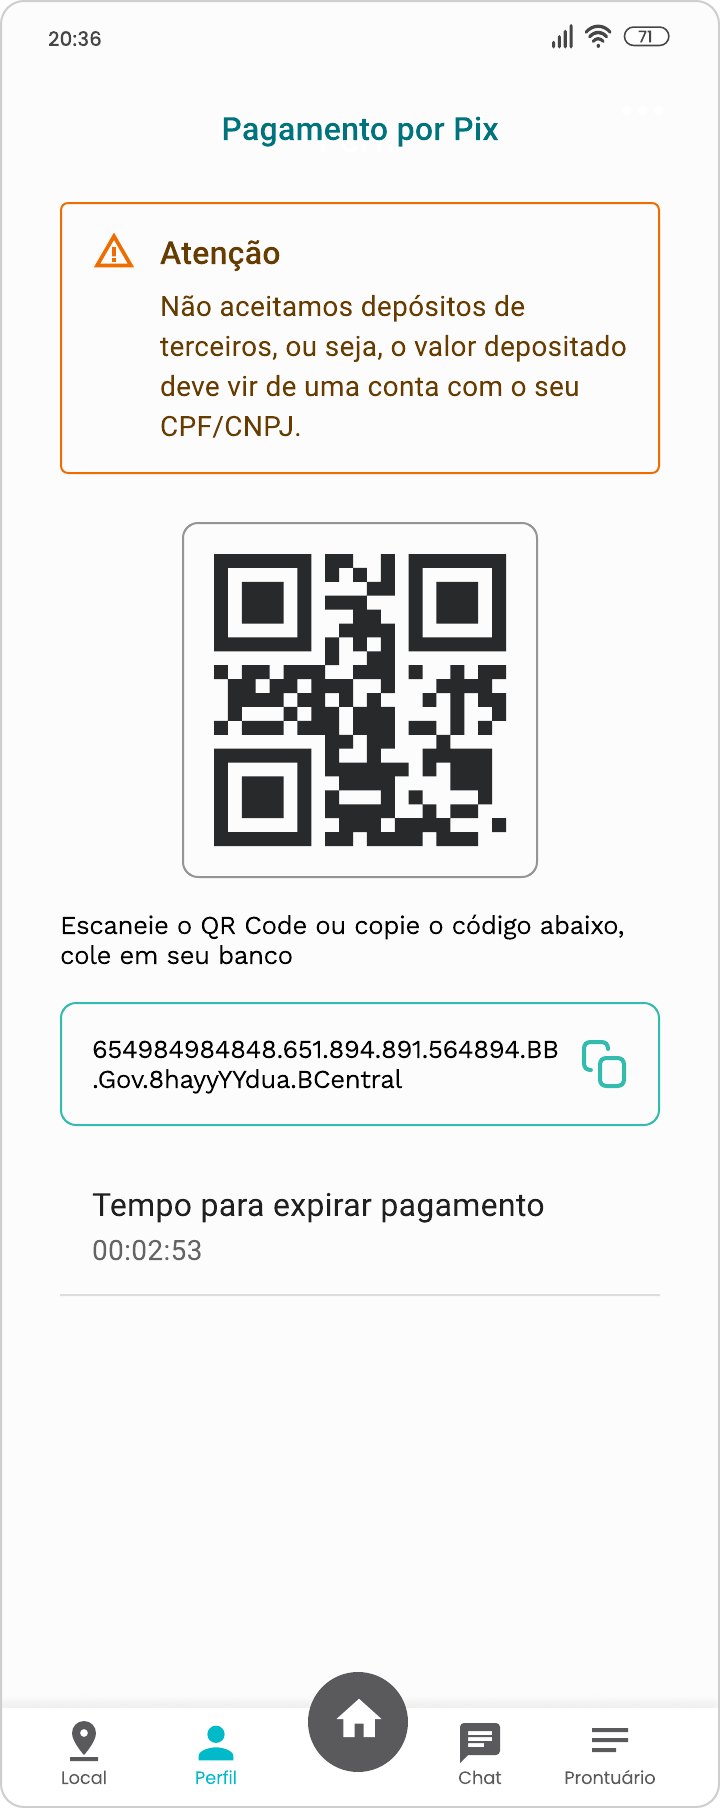 20:36
71
Pagamento por Pix
Atenção
Não aceitamos depósitos de
terceiros, ou seja, o valor depositado
deve vir de uma conta com o seu
CPF/CNPJ.
Escaneie o QR Code ou copie o código abaixo,
cole em seu banco
654984984848.651.894.891.564894.BB
.Gov.8hayyYYdua.BCentral
Tempo para expirar pagamento
00:02:53
Local
Perfil
Chat
Prontuário